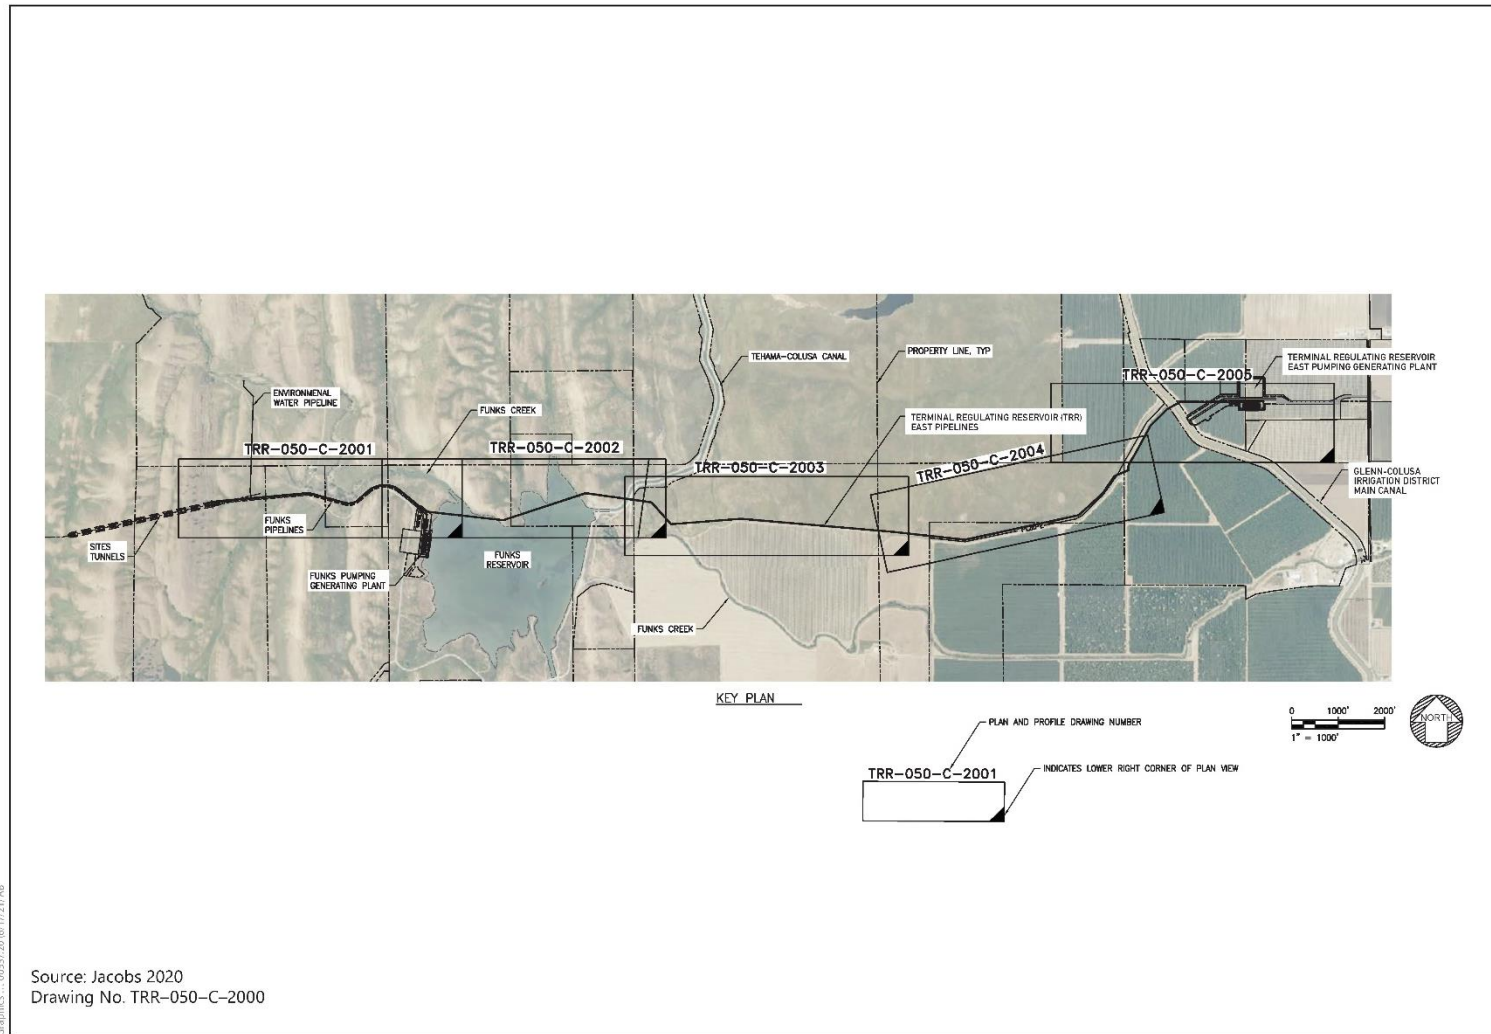 TEHAMA-COLUSA CANAL
PROPERTY LINE, TYP
TERMINAL REGULATING RESERVOIR
EAST PUMPING GENERATING PLANT
TRR-050-C-2005
ENVIRONMENAL
WATER PIPELINE
FUNKS CREEK
TERMINAL REGULATING RESERVOIR (TRR)
EAST PIPELINES
TRR-050-C-2001
TRR-050-C-2002
TRR-050-C-2003
TRR-050-C-2004
GLENN-COLUSA
IRRIGATION DISTRICT
MAIN CANAL
FUNKS
PIPELINES
SITES
TUNNELS
FUNKS
RESERVOIR
FUNKS PUMPING
GENERATING PLANT
FUNKS CREEK
KEY PLAN
0 1000' 2000'
1" = 1000'
NORTH
PLAN AND PROFILE DRAWING NUMBER
TRR-050-C-2001
INDICATES LOWER RIGHT CORNER OF PLAN VIEW
Source: Jacobs 2020
Drawing No. TRR–050–C–2000